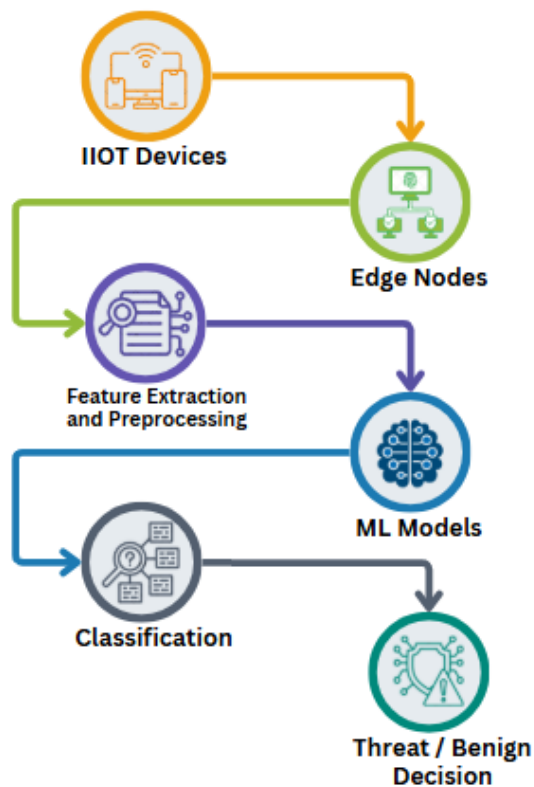 IIOT Devices
Edge Nodes
Feature Extraction
and Preprocessing
ML Models
?
Classification
!
Threat / Benign
Decision